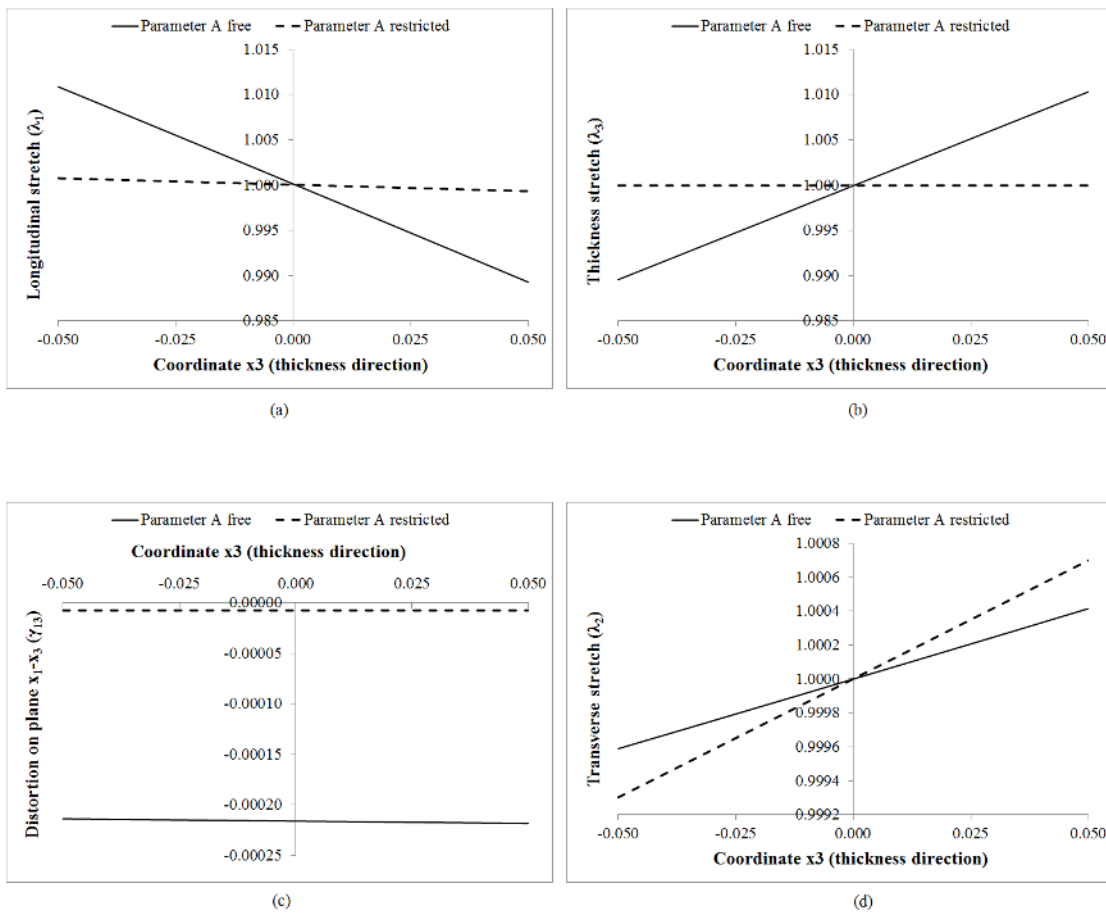 Parameter A free Parameter A restricted
1.015
1.010
1.005
1.000
0.995
0.990
0.985
-0.050 -0.025 0.000 0.025 0.050
Longitudinal stretch (λ1)
Coordinate x3 (thickness direction)
(a)
Parameter A free Parameter A restricted
1.015
1.010
1.005
1.000
0.995
0.990
0.985
-0.050 -0.025 0.000 0.025 0.050
Thickness stretch (λ3)
Coordinate x3 (thickness direction)
(b)
Parameter A free Parameter A restricted
Coordinate x3 (thickness direction)
-0.050 -0.025 0.000 0.025 0.050
0.00000
-0.00005
-0.00010
-0.00015
-0.00020
-0.00025
Distortion on plane x1-x3 (γ13)
(c)
Parameter A free Parameter A restricted
1.0008
1.0006
1.0004
1.0002
1.0000
0.9998
0.9996
0.9994
0.9992
-0.050 -0.025 0.000 0.025 0.050
Transverse stretch (λ2)
Coordinate x3 (thickness direction)
(d)